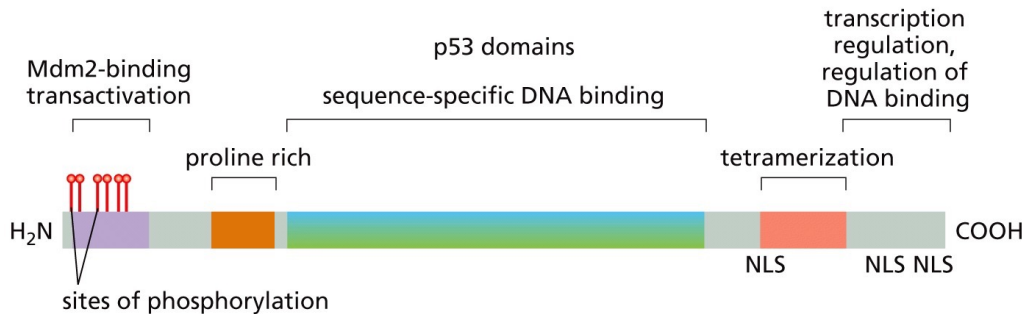 transcription
regulation,
regulation of
DNA binding
p53 domains
Mdm2-binding
transactivation
sequence-specific DNA binding
proline rich
tetramerization
H₂N
COOH
NLS
NLS NLS
sites of phosphorylation